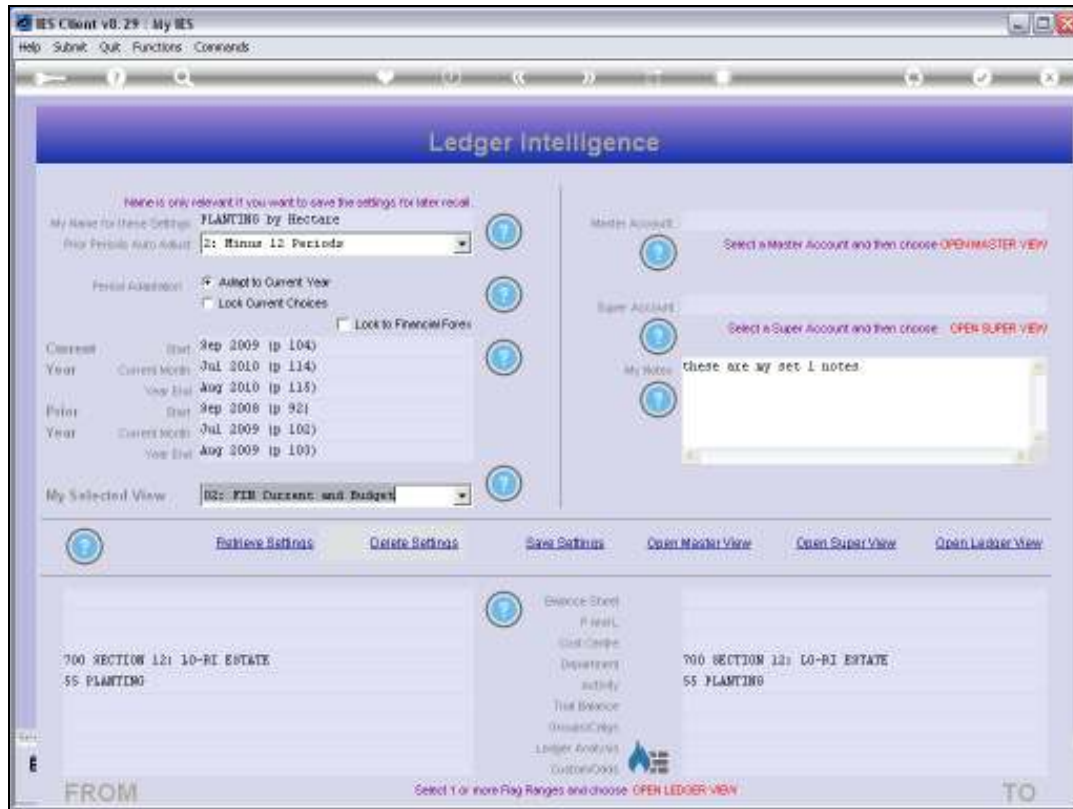 IES Client v8.29 : My IES
Help Submit Quit Functions Commands
Ledger Intelligence
Name is only relevant if you want to save the settings for later recall.
My Name for these Settings PLANTING by Hectare
Prior Periods Auto Adjust 2: Minus 12 Periods
Period Adaptation Adapt to Current Year
Lock Current Choices
Lock to Financial Forex
Current Year
Start Sep 2009 (p 104)
Current Month Jul 2010 (p 114)
Year End Aug 2010 (p 115)
Prior Year
Start Sep 2008 (p 92)
Current Month Jul 2009 (p 102)
Year End Aug 2009 (p 103)
My Selected View 02: FIN Current and Budget
Master Account
Select a Master Account and then choose OPEN MASTER VIEW
Super Account
Select a Super Account and then choose OPEN SUPER VIEW
My Notes these are my set 1 notes
Retrieve Settings Delete Settings Save Settings Open Master View Open Super View Open Ledger View
Balance Sheet
P and L
Cost Centre
700 SECTION 12: LO-RI ESTATE Department 700 SECTION 12: LO-RI ESTATE
55 PLANTING Activity 55 PLANTING
Trial Balance
Ledger Analysis
FROM Select 1 or more Flag Ranges and choose OPEN LEDGER VIEW TO